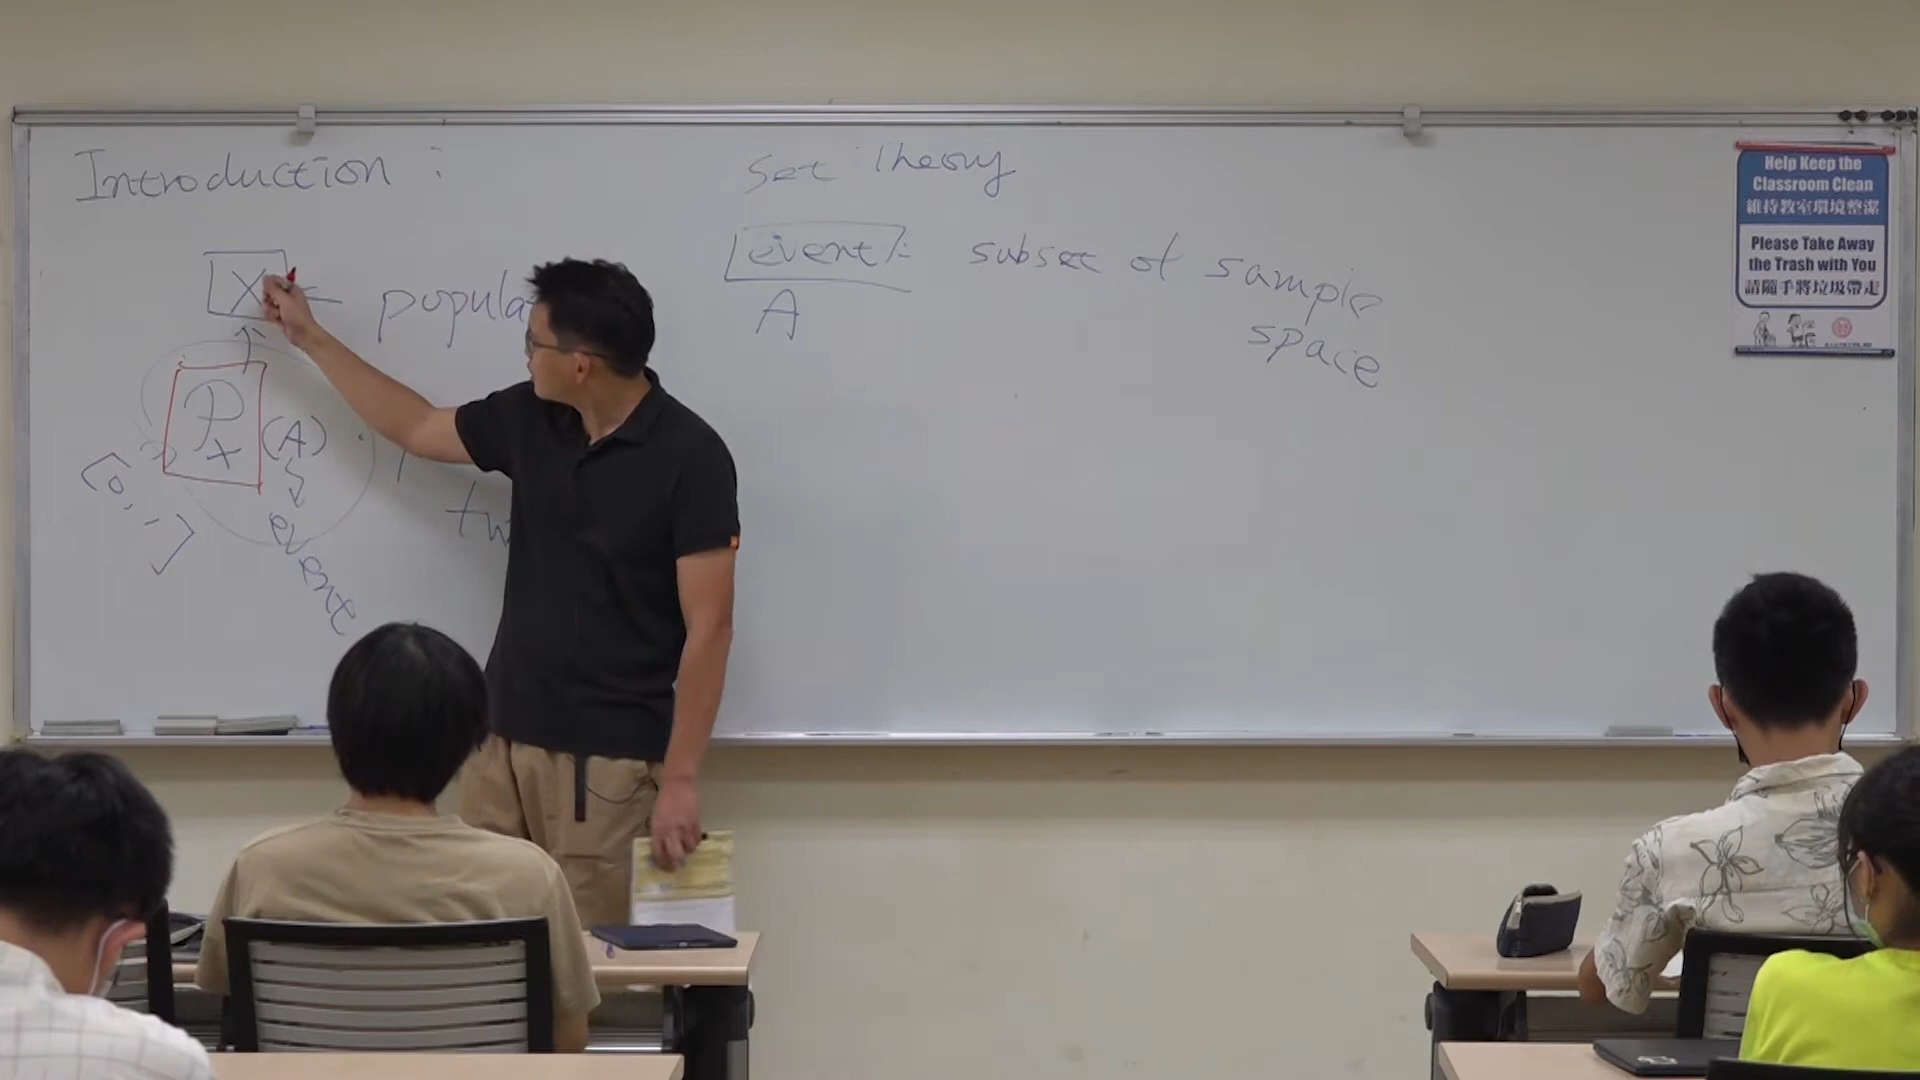 Introduction :
X ← popula
P x (A)
[0, 1]
event
tw
Set Theory
event : subset of sample
space
A
Help Keep the
Classroom Clean
維持教室環境整潔
Please Take Away
the Trash with You
請隨手將垃圾帶走